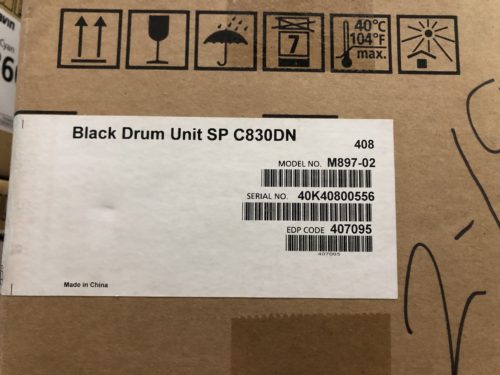 Cyan
7
40°C
104°F
max.
Black Drum Unit SP C830DN
408
MODEL NO. M897-02
SERIAL NO. 40K40800556
EDP CODE 407095
407095
Made in China